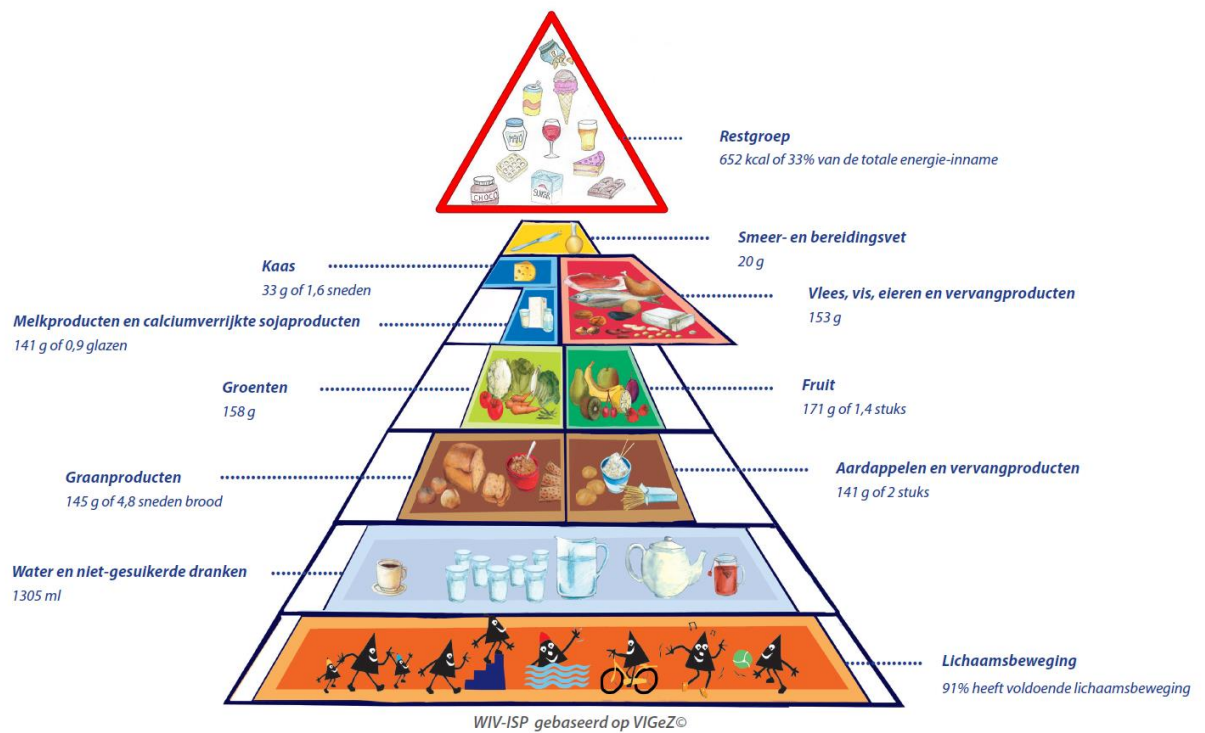 Restgroep
652 kcal of 33% van de totale energie-inname
MAYO
CHOCO
SUGAR
Smeer- en bereidingsvet
20 g
Kaas
33 g of 1,6 sneden
Vlees, vis, eieren en vervangproducten
153 g
Melkproducten en calciumverrijkte sojaproducten
141 g of 0,9 glazen
Groenten
158 g
Fruit
171 g of 1,4 stuks
Graanproducten
145 g of 4,8 sneden brood
Aardappelen en vervangproducten
141 g of 2 stuks
Water en niet-gesuikerde dranken
1305 ml
Lichaamsbeweging
91% heeft voldoende lichaamsbeweging
WIV-ISP gebaseerd op VIGeZ©